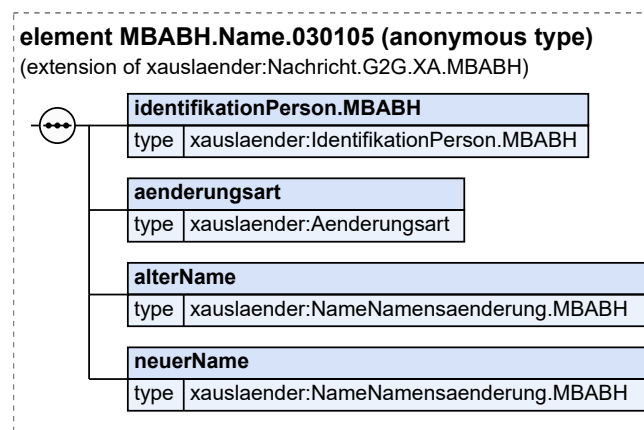 element MBABH.Name.030105 (anonymous type)
(extension of xauslaender:Nachricht.G2G.XA.MBABH)
identifikationPerson.MBABH
type xauslaender:IdentifikationPerson.MBABH
aenderungsart
type xauslaender:Aenderungsart
alterName
type xauslaender:NameNamensaenderung.MBABH
neuerName
type xauslaender:NameNamensaenderung.MBABH